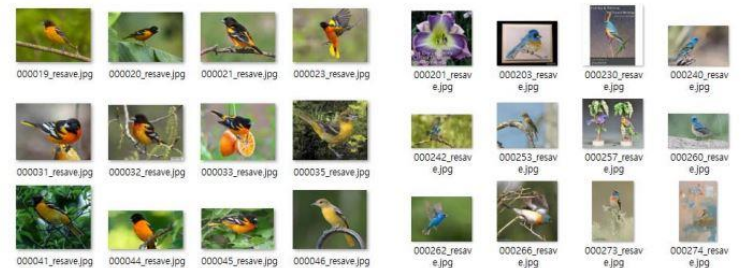 000019_resave.jpg 000020_resave.jpg 000021_resave.jpg 000023_resave.jpg
000031_resave.jpg 000032_resave.jpg 000033_resave.jpg 000035_resave.jpg
000041_resave.jpg 000044_resave.jpg 000045_resave.jpg 000046_resave.jpg
000201_resav 000203_resav 000230_resav 000240_resav
e.jpg e.jpg e.jpg e.jpg
000242_resav 000253_resav 000257_resav 000260_resav
e.jpg e.jpg e.jpg e.jpg
000262_resav 000266_resav 000273_resav 000274_resav
e.jpg e.jpg e.jpg e.jpg